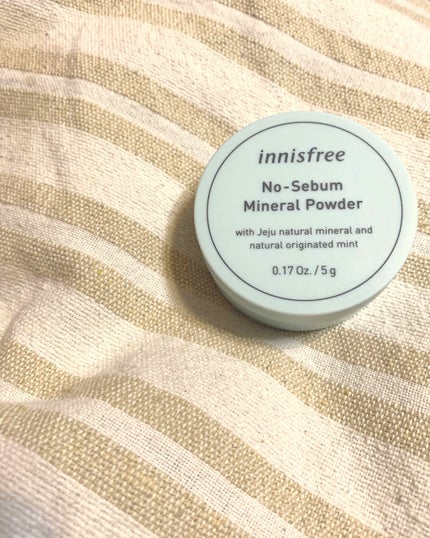 innisfree
No-Sebum
Mineral Powder
with Jeju natural mineral and
natural originated mint
0.17 Oz. / 5 g